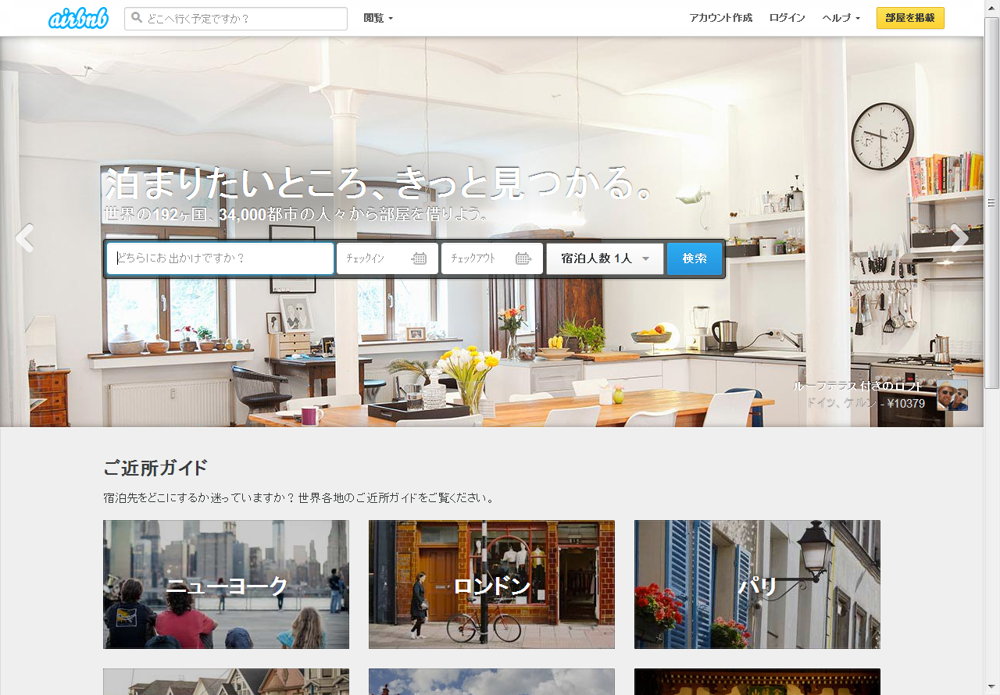 airbnb
どこへ行く予定ですか？
閲覧
アカウント作成
ログイン
ヘルプ
部屋を掲載
泊まりたいところ、きっと見つかる。
世界の192ヶ国、34,000都市の人々から部屋を借りよう。
どちらにお出かけですか？
チェックイン
チェックアウト
宿泊人数 1人
検索
ルーフテラス付きのロフト
ドイツ、ケルン - ¥10379
ご近所ガイド
宿泊先をどこにするか迷っていますか？世界各地のご近所ガイドをご覧ください。
ニューヨーク
ロンドン
パリ